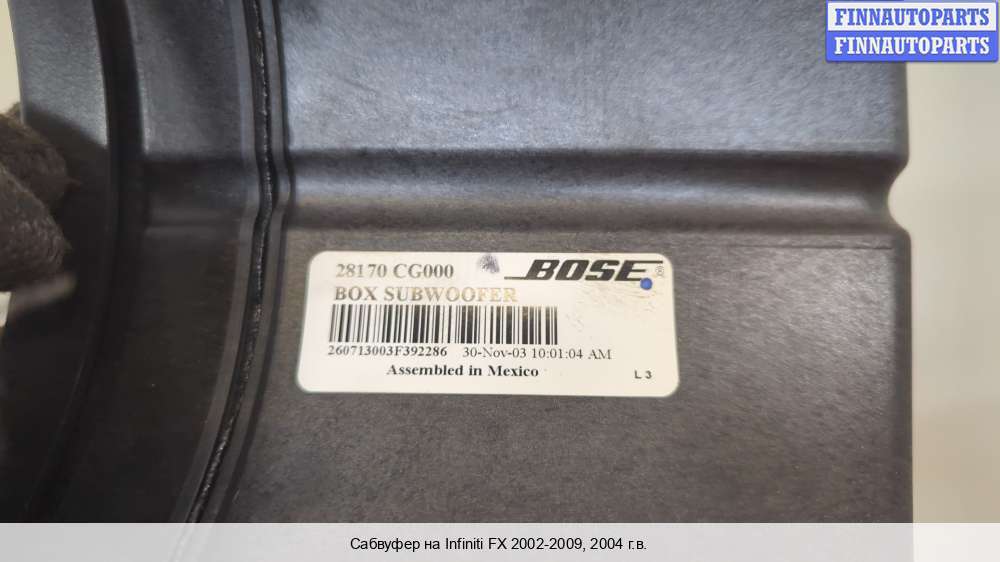 FINNAUTOPARTS
FINNAUTOPARTS
28170 CG000 BOSE®
BOX SUBWOOFER
260713003F392286 30-Nov-03 10:01:04 AM
Assembled in Mexico
L 3
Сабвуфер на Infiniti FX 2002-2009, 2004 г.в.